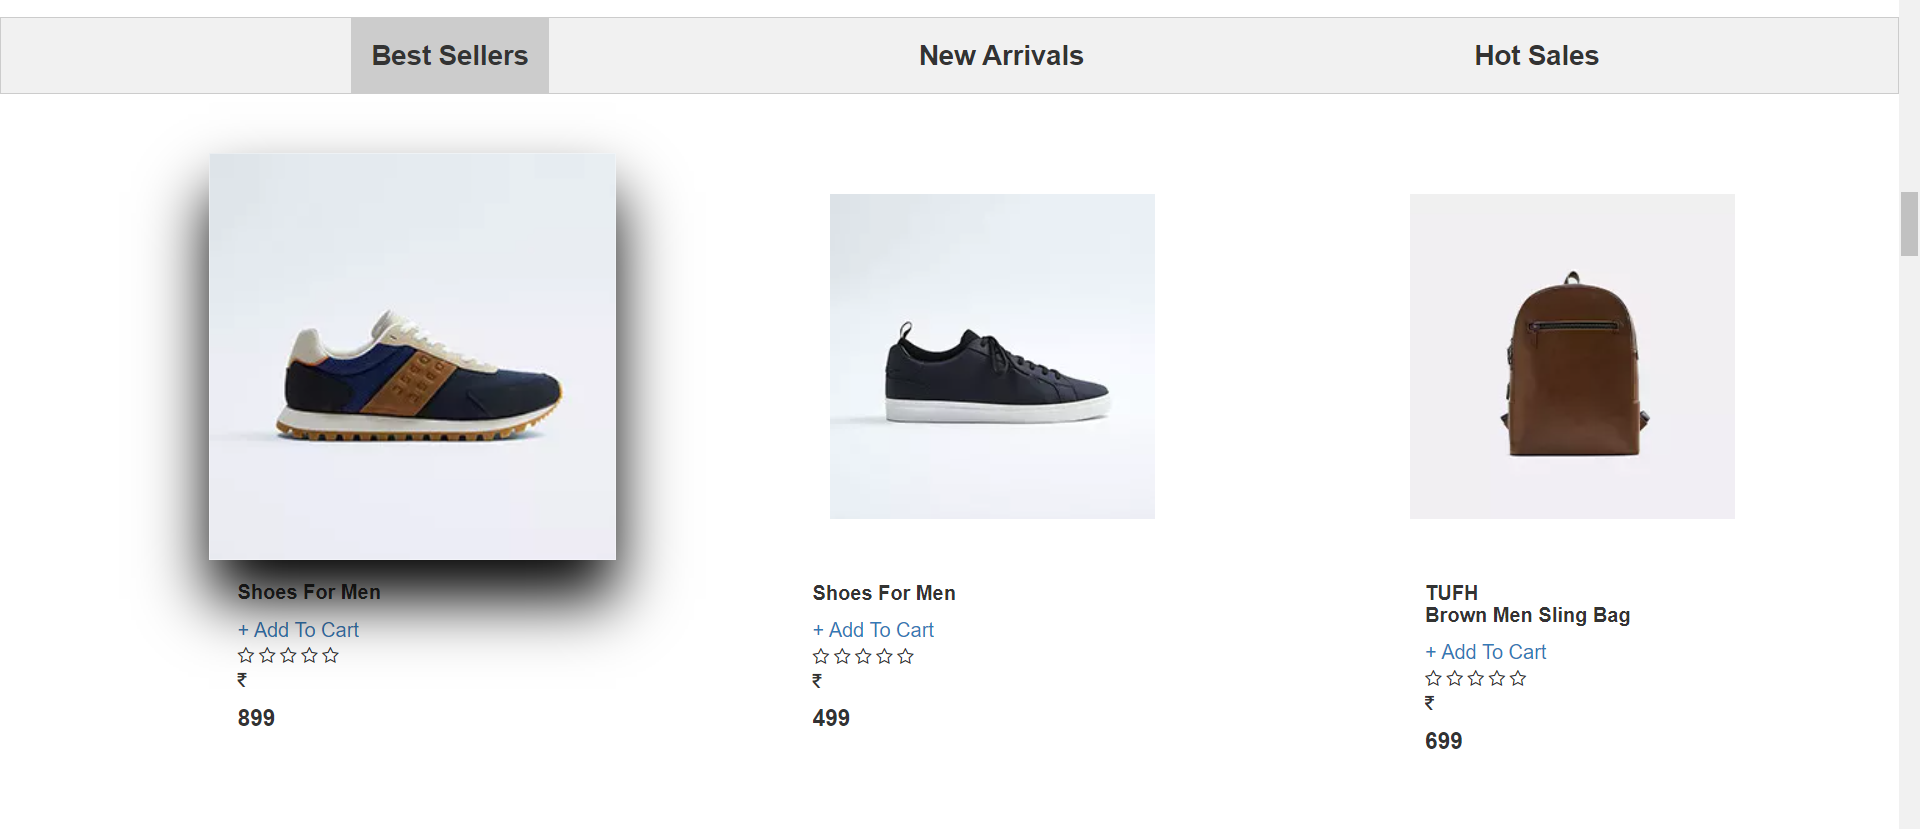 Best Sellers
New Arrivals
Hot Sales
Shoes For Men
+ Add To Cart
₹
899
Shoes For Men
+ Add To Cart
₹
499
TUFH
Brown Men Sling Bag
+ Add To Cart
₹
699